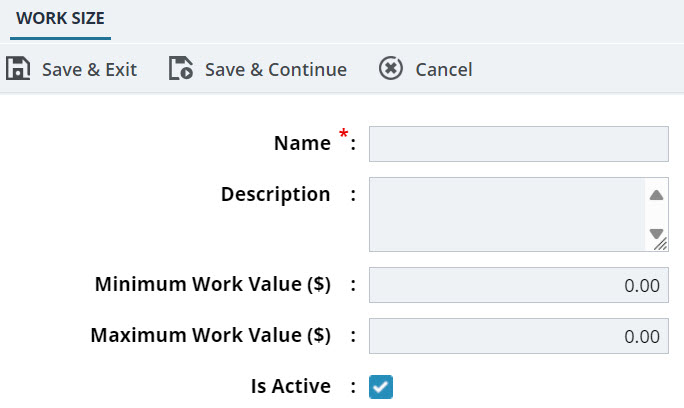 WORK SIZE
Save & Exit Save & Continue Cancel
Name *:
Description :
Minimum Work Value ($) : 0.00
Maximum Work Value ($) : 0.00
Is Active :